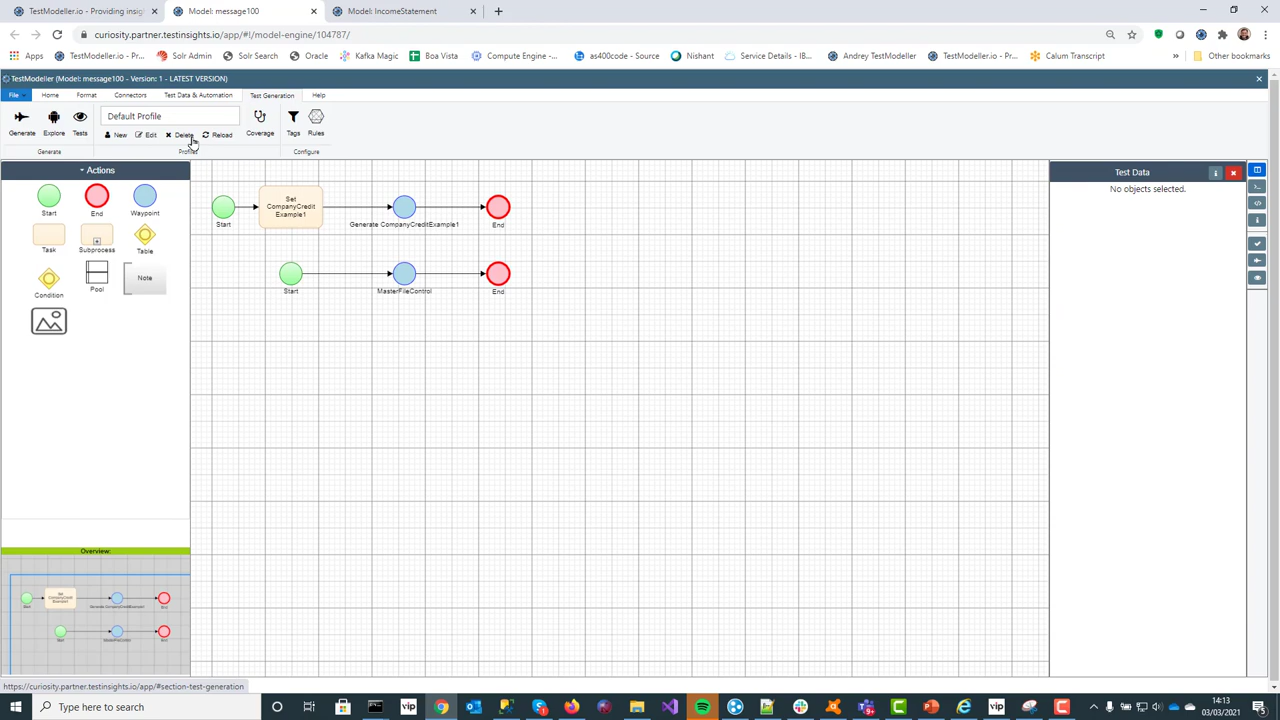 TestModeller.io - Providing insig
Model: message100
Model: IncomeStatement
curiosity.partner.testinsights.io/app/#!/model-engine/104787/
Apps
TestModeller.io - Pr...
Solr Admin
Solr Search
Oracle
Kafka Magic
Boa Vista
Compute Engine -...
as400code - Source
Nishant
Service Details - IB...
Andrey TestModeller
TestModeller.io - Pr...
Calum Transcript
Other bookmarks
TestModeller (Model: message100 - Version: 1 - LATEST VERSION)
File
Home
Format
Connectors
Test Data & Automation
Test Generation
Help
Default Profile
Generate
Explore
Tests
New
Edit
Delete
Reload
Coverage
Tags
Rules
Generate
Profiles
Configure
Actions
Start
End
Waypoint
Task
Subprocess
Table
Condition
Pool
Note
Set
CompanyCredit
Example1
Start
Generate CompanyCreditExample1
End
Start
MasterFileControl
End
Test Data
No objects selected.
Overview:
https://curiosity.partner.testinsights.io/app/#section-test-generation
Type here to search
14:13
03/03/2021